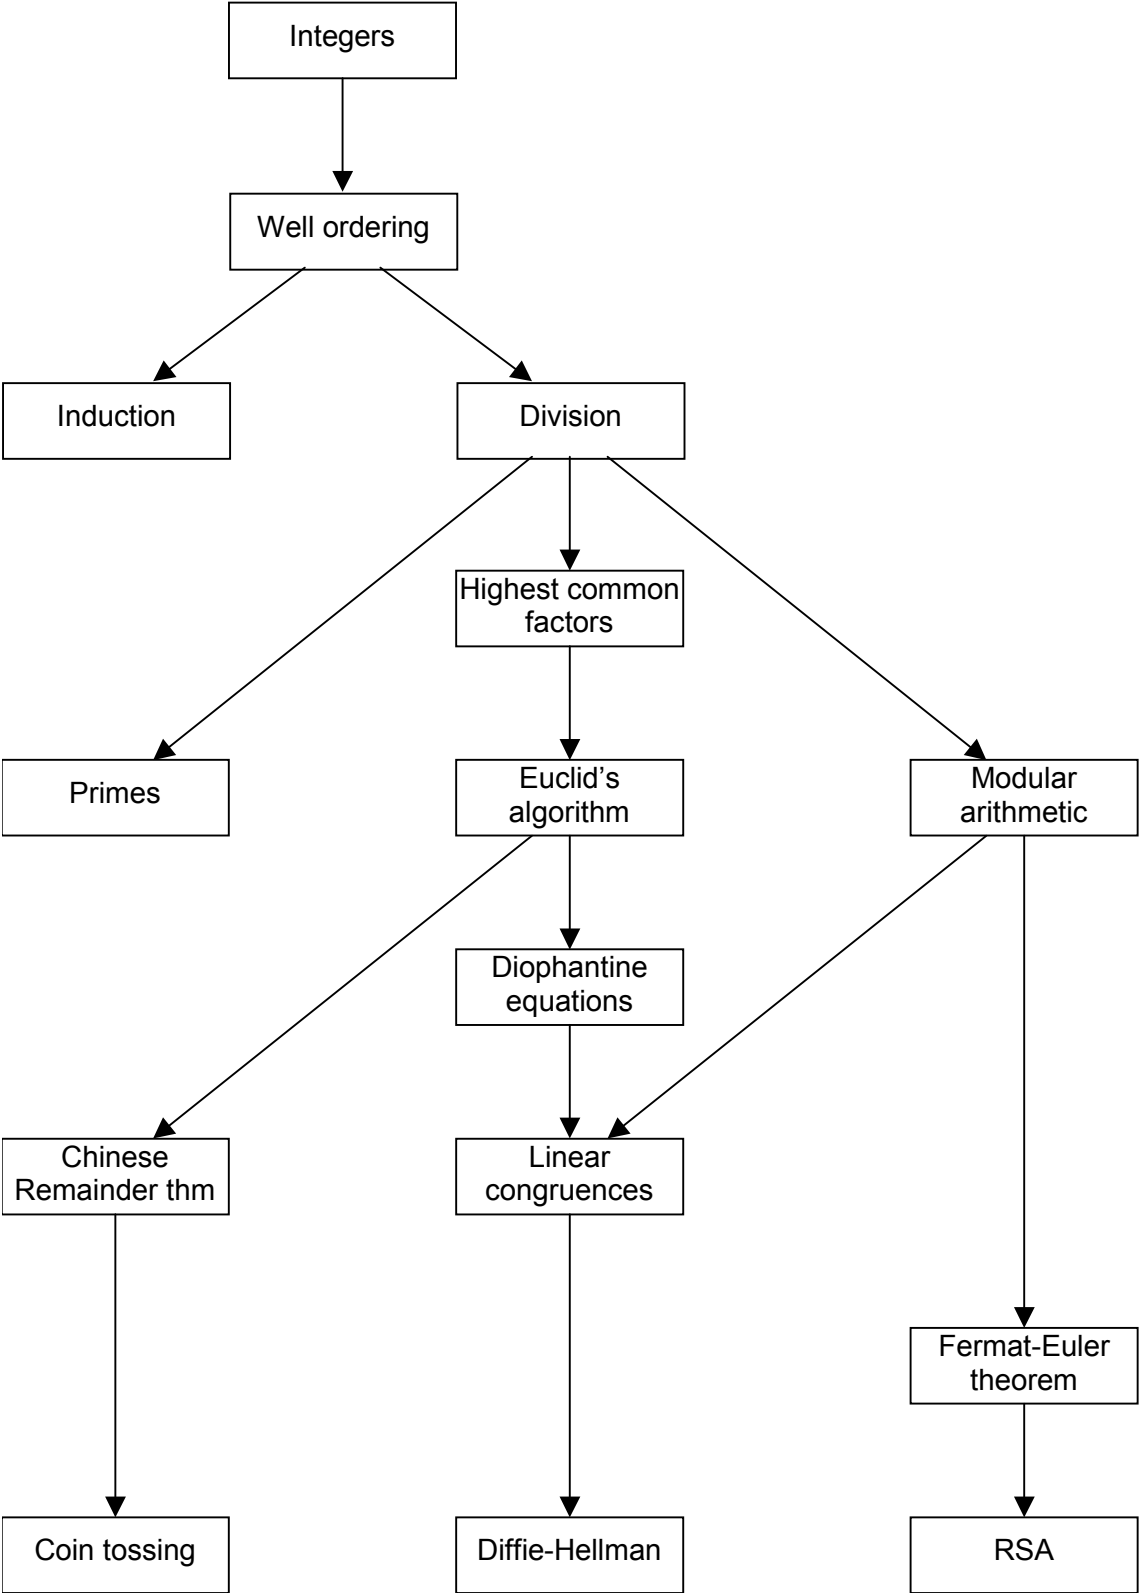 Integers
Well ordering
Induction
Division
Highest common
factors
Primes
Euclid’s
algorithm
Modular
arithmetic
Diophantine
equations
Chinese
Remainder thm
Linear
congruences
Fermat-Euler
theorem
Coin tossing
Diffie-Hellman
RSA